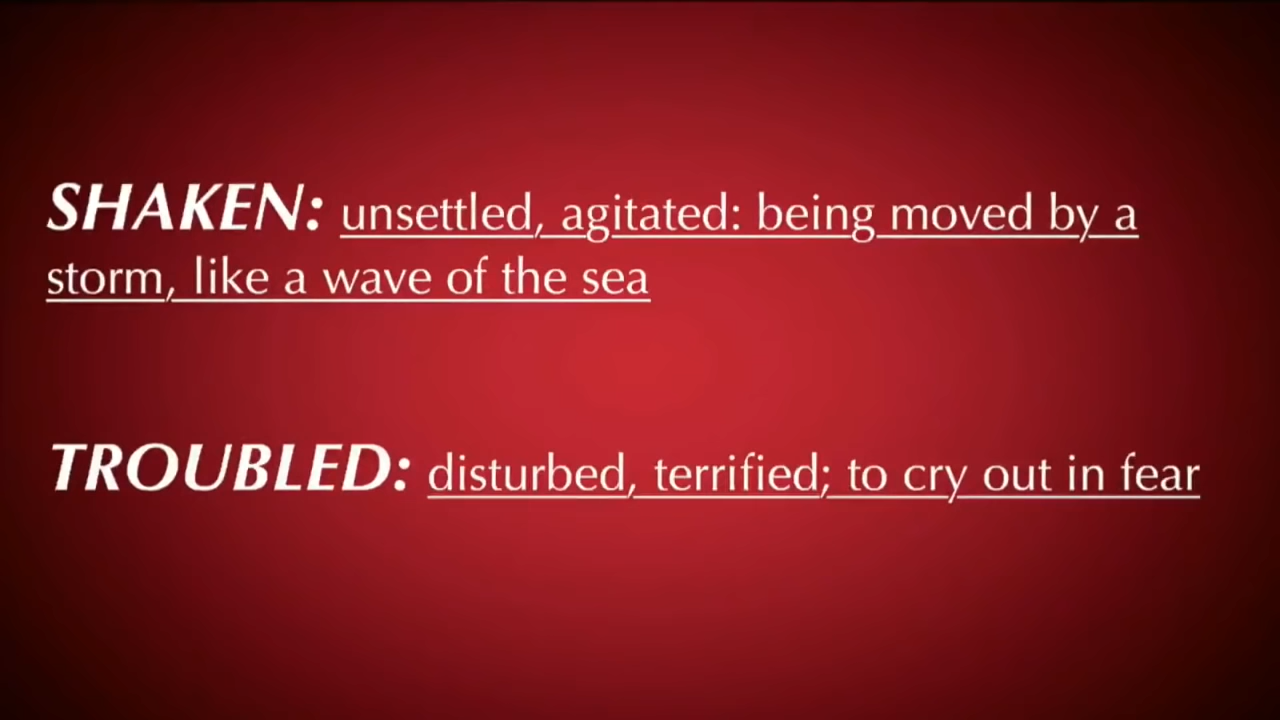 SHAKEN: unsettled, agitated: being moved by a
storm, like a wave of the sea
TROUBLED: disturbed, terrified; to cry out in fear